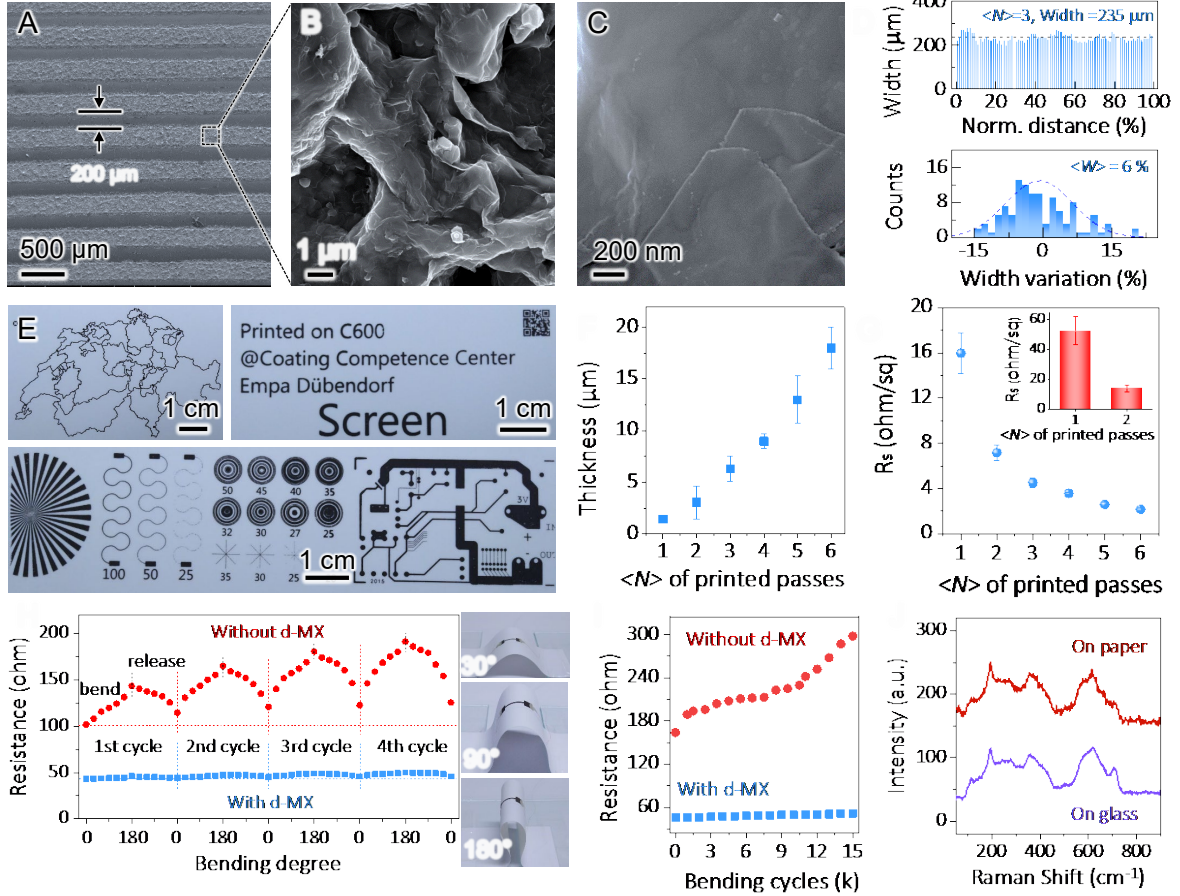 A
200 µm
500 µm
B
1 µm
C
200 nm
<N>=3, Width =235 µm
Width (µm)
400
200
0
0 20 40 60 80 100
Norm. distance (%)
<W> = 6 %
Counts
16
8
0
-15 0 15
Width variation (%)
E
1 cm
Printed on C600
@Coating Competence Center
Empa Dübendorf
Screen
1 cm
100 50 25
50 45 40 35
32 30 27 25
35 30 25
1 cm
2015
3V
+
-
IN
OUT
Thickness (µm)
20
15
10
5
0
1 2 3 4 5 6
<N> of printed passes
Rs (ohm/sq)
20
16
12
8
4
0
1 2 3 4 5 6
<N> of printed passes
Rs (ohm/sq)
60
40
20
0
1 2
<N> of printed passes
Resistance (ohm)
200
150
100
50
0
Without d-MX
bend
release
1st cycle 2nd cycle 3rd cycle 4th cycle
With d-MX
0 180 0 180 0 180 0 180 0
Bending degree
30°
90°
180°
Resistance (ohm)
300
240
180
120
60
Without d-MX
With d-MX
0 3 6 9 12 15
Bending cycles (k)
J
Intensity (a.u.)
300
200
100
0
On paper
On glass
200 400 600 800
Raman Shift (cm⁻¹)